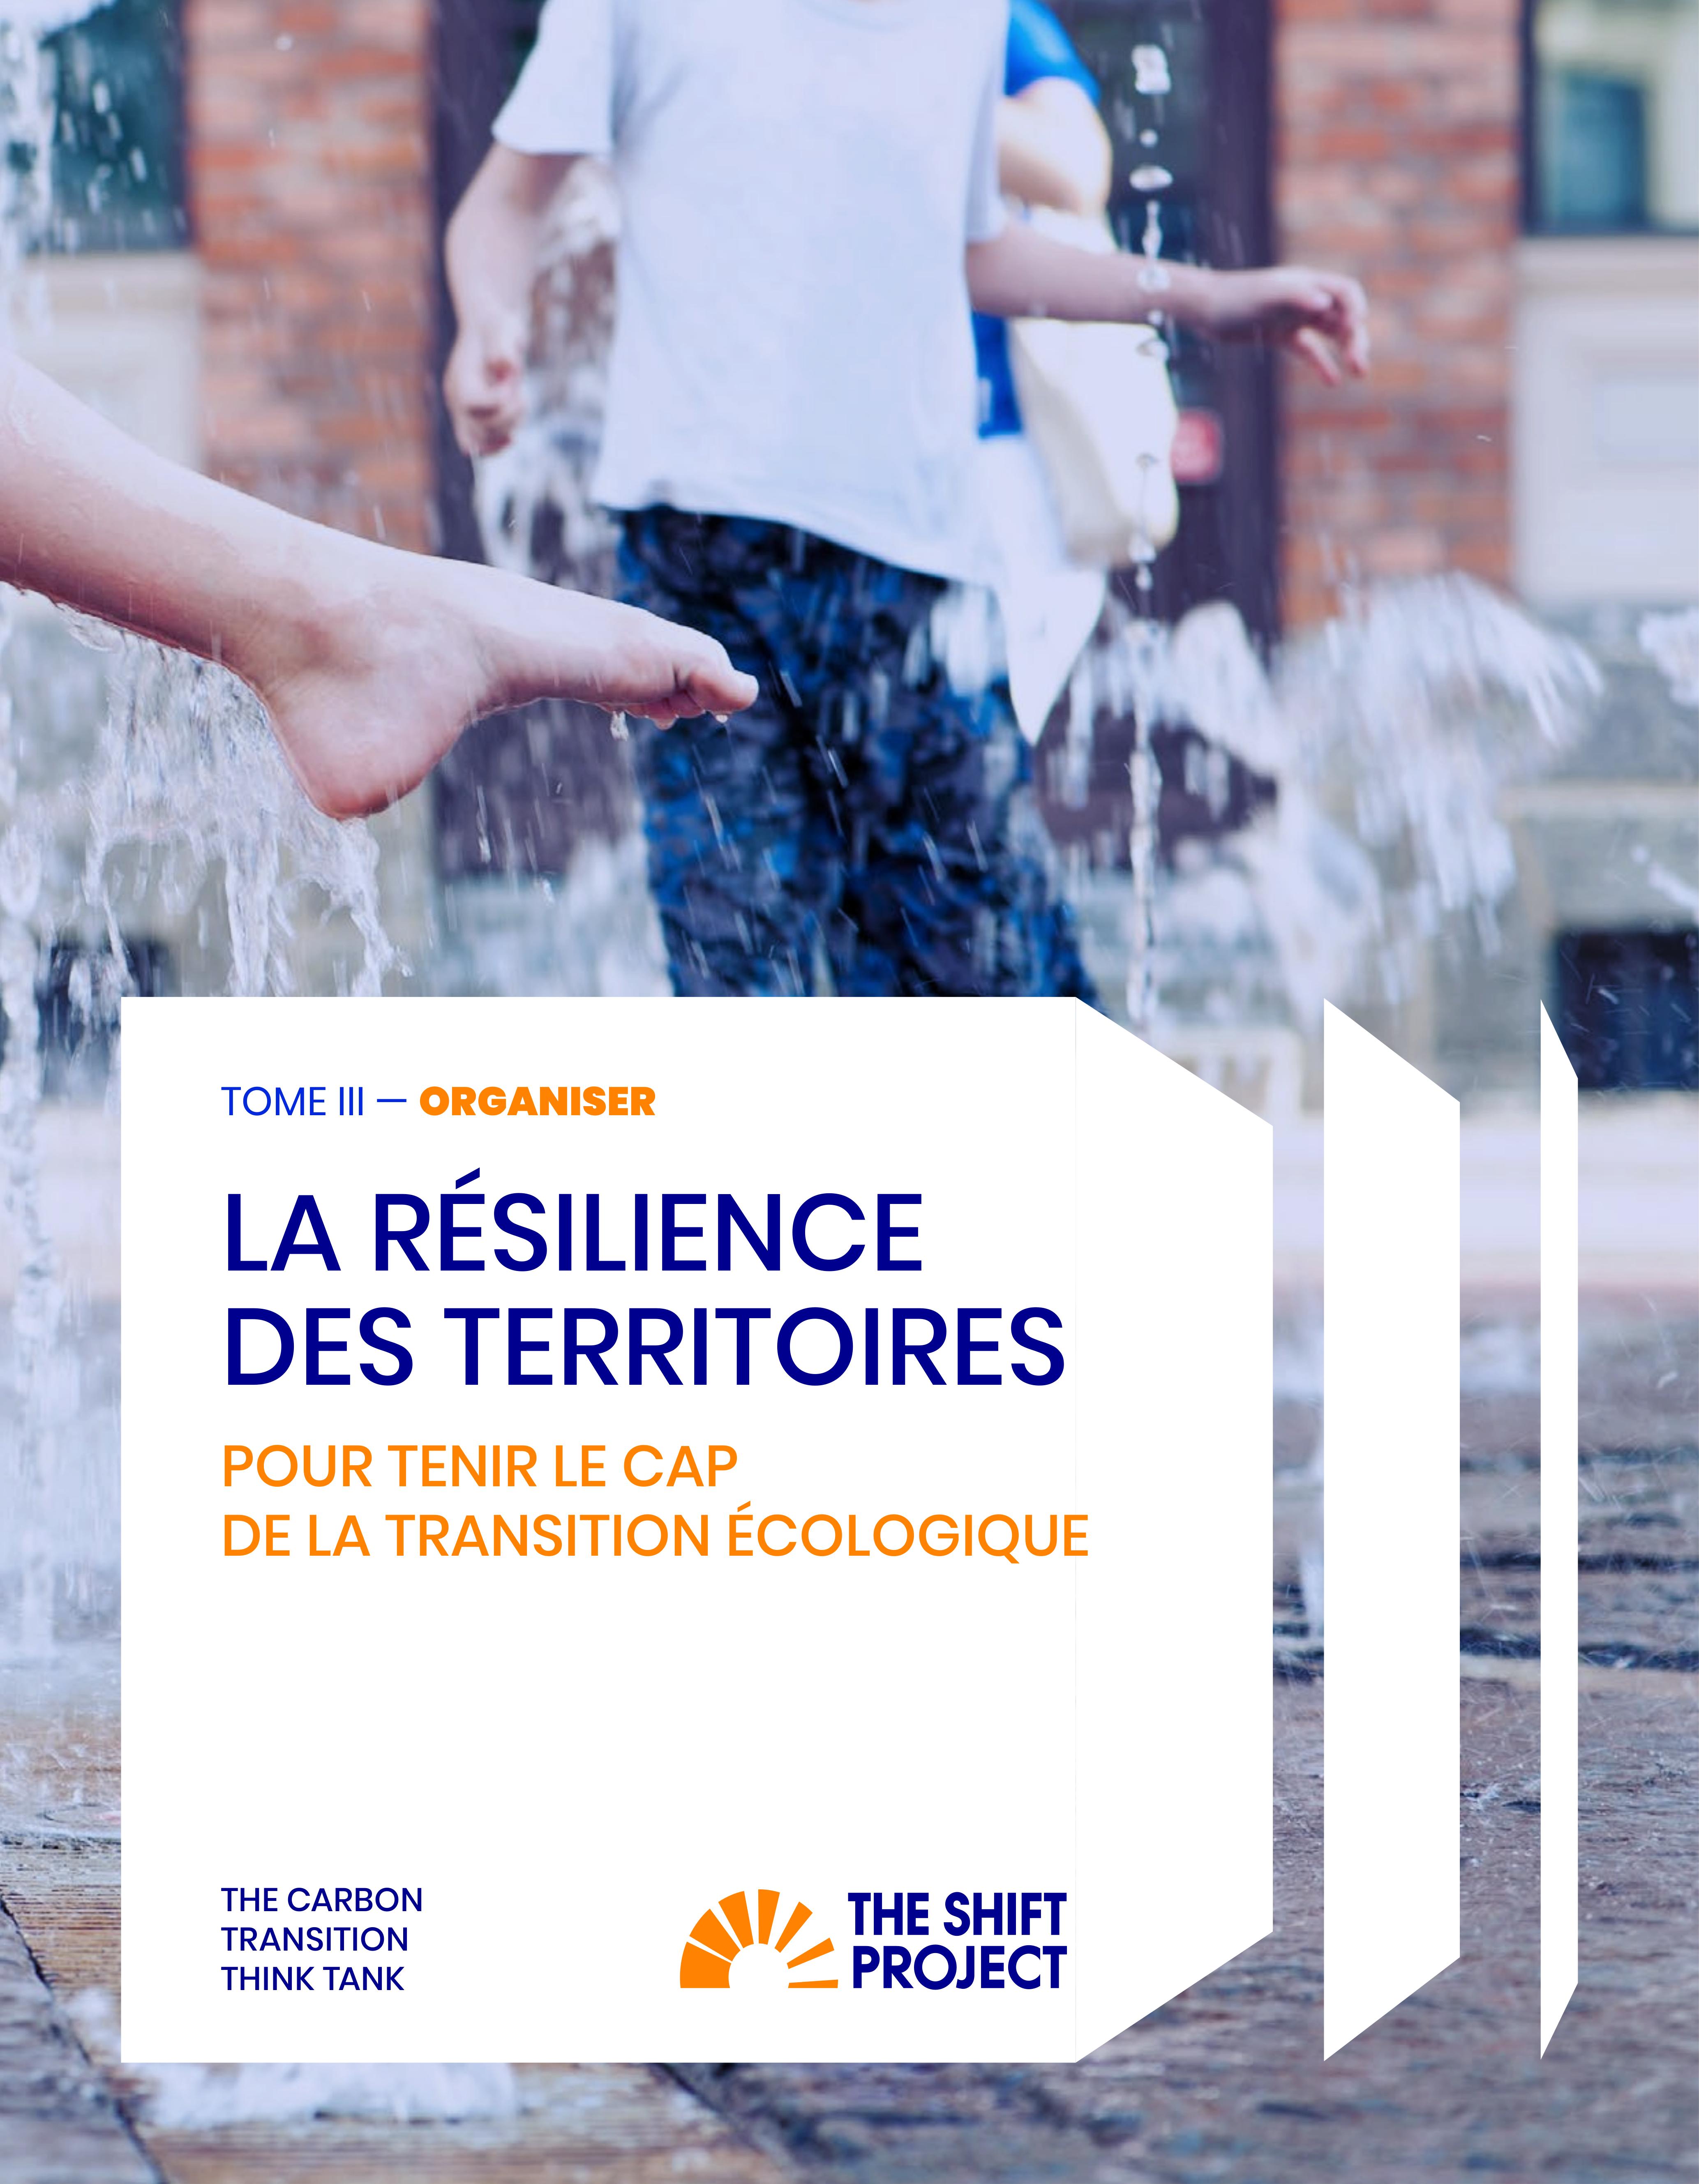 TOME III — ORGANISER
LA RÉSILIENCE
DES TERRITOIRES
POUR TENIR LE CAP
DE LA TRANSITION ÉCOLOGIQUE
THE CARBON
TRANSITION
THINK TANK
THE SHIFT
PROJECT